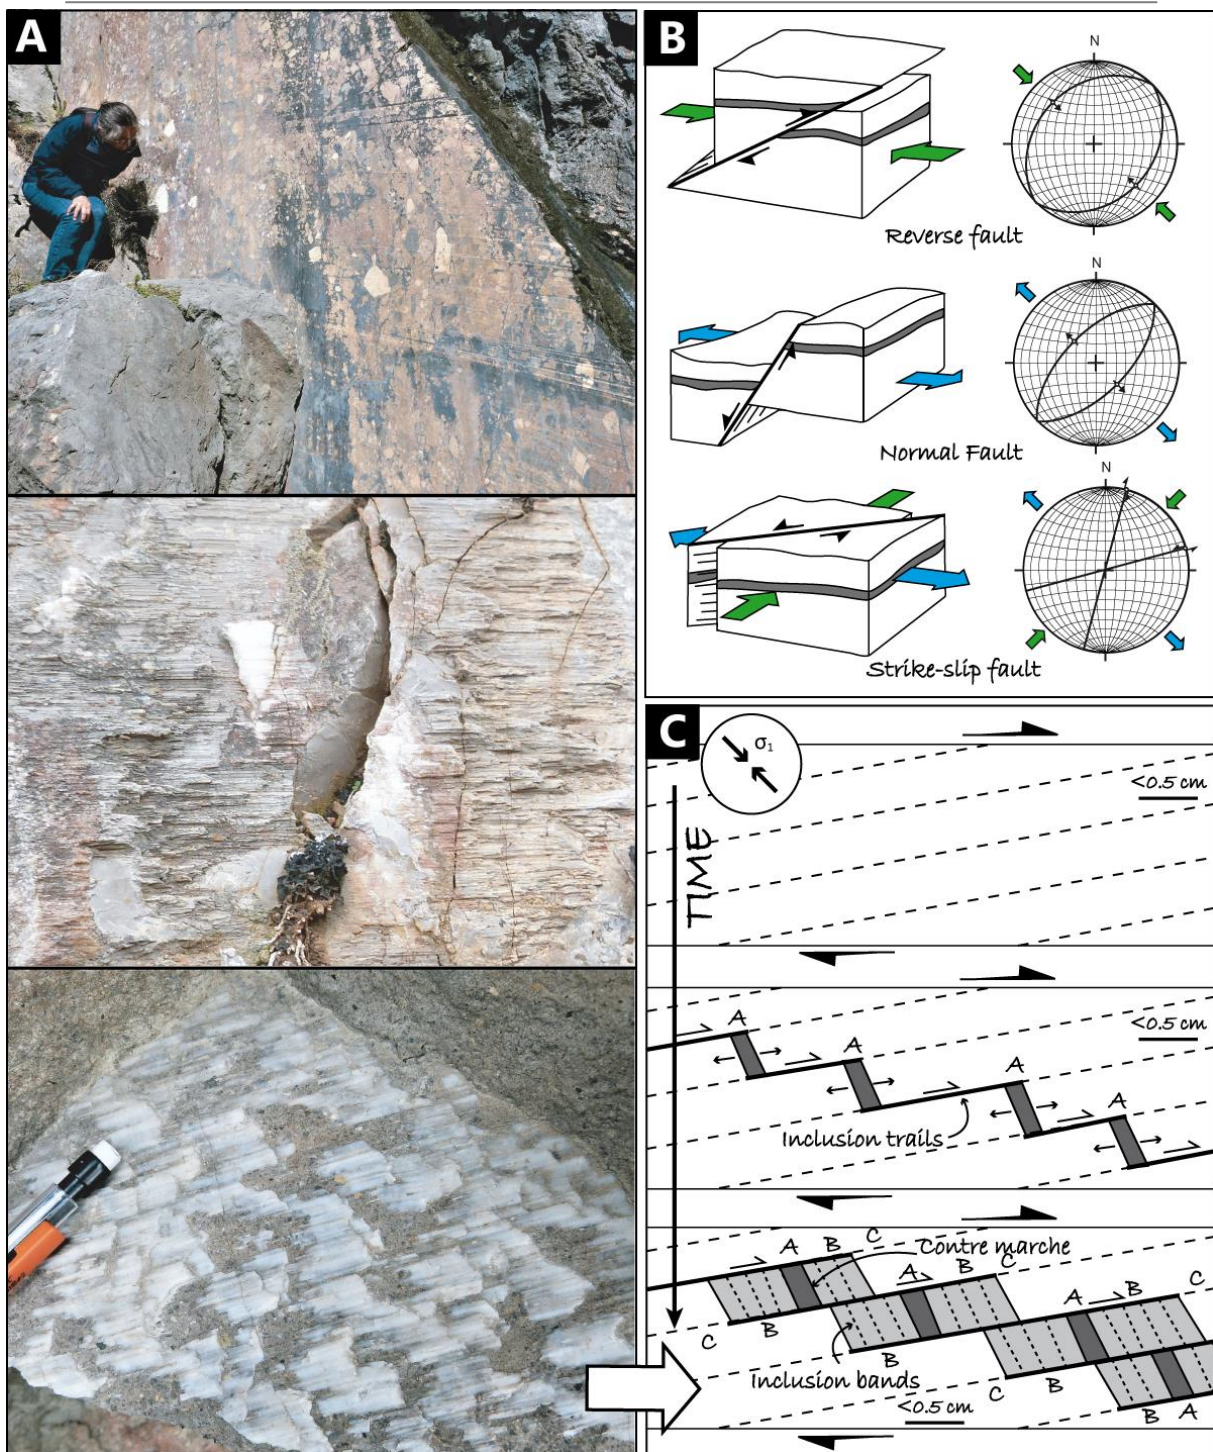 A
B
N
Reverse fault
N
Normal Fault
N
Strike-slip fault
C
σ₁
<0.5 cm
TIME
A
<0.5 cm
A
A
A
Inclusion trails
A B C
Contre marche
A B C
A B C
C B
B
C B
B A
Inclusion bands
<0.5 cm